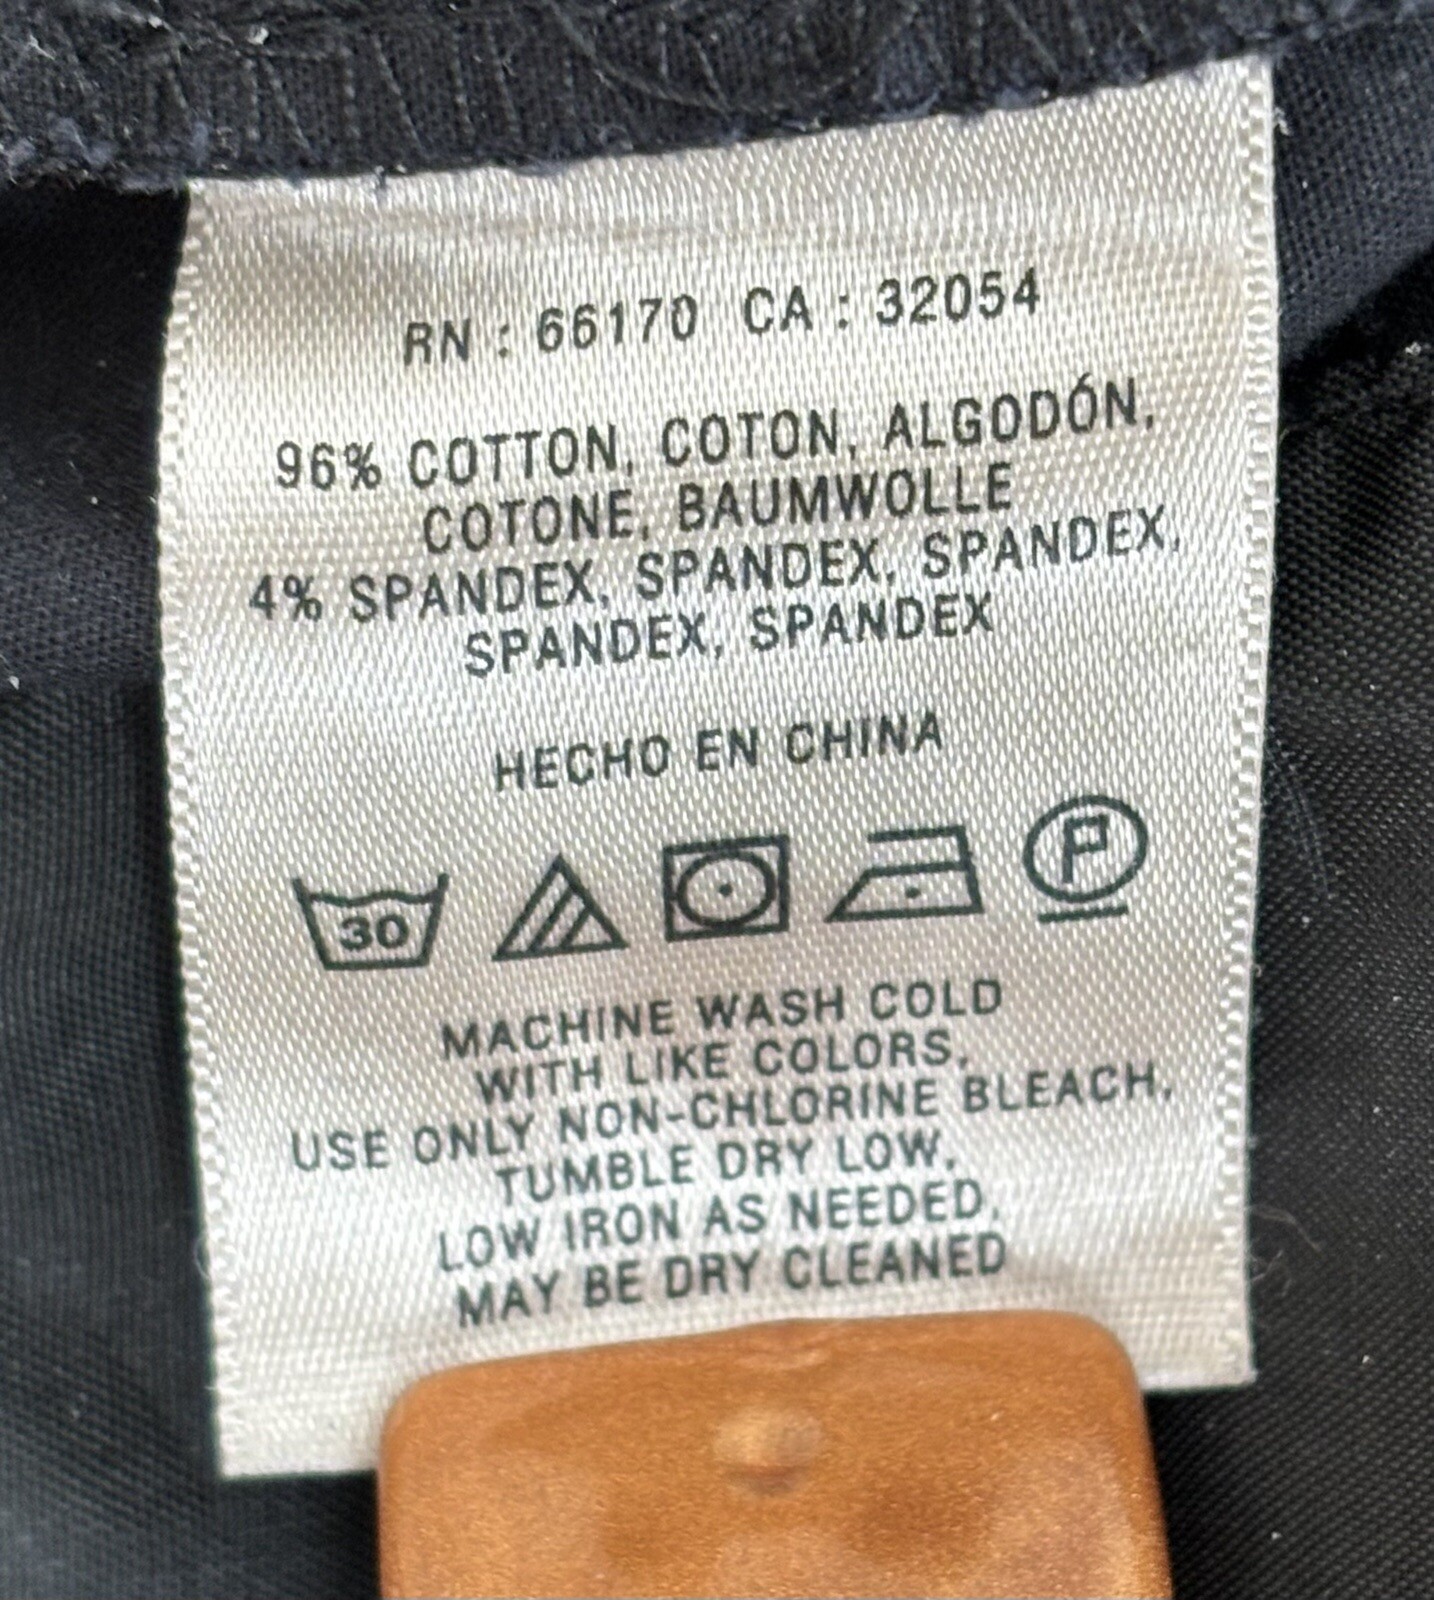 RN : 66170 CA : 32054
96% COTTON, COTON, ALGODÓN,
COTONE, BAUMWOLLE
4% SPANDEX, SPANDEX, SPANDEX,
SPANDEX, SPANDEX
HECHO EN CHINA
30 P
MACHINE WASH COLD
WITH LIKE COLORS,
USE ONLY NON-CHLORINE BLEACH,
TUMBLE DRY LOW,
LOW IRON AS NEEDED,
MAY BE DRY CLEANED